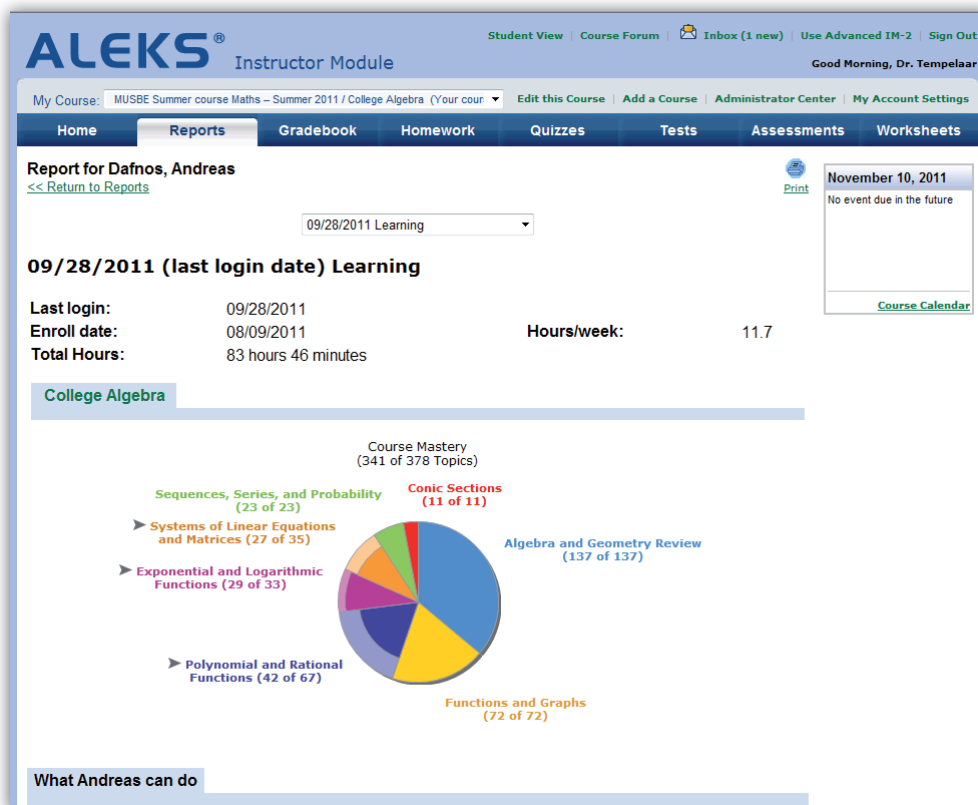 Student View | Course Forum | Inbox (1 new) | Use Advanced IM-2 | Sign Out
ALEKS® Instructor Module
Good Morning, Dr. Tempelaar
My Course: MUSBE Summer course Maths – Summer 2011 / College Algebra (Your cour
Edit this Course | Add a Course | Administrator Center | My Account Settings
Home Reports Gradebook Homework Quizzes Tests Assessments Worksheets
Report for Dafnos, Andreas
<< Return to Reports
Print
November 10, 2011
No event due in the future
Course Calendar
09/28/2011 Learning
09/28/2011 (last login date) Learning
Last login: 09/28/2011
Enroll date: 08/09/2011 Hours/week: 11.7
Total Hours: 83 hours 46 minutes
College Algebra
Course Mastery
(341 of 378 Topics)
Sequences, Series, and Probability
(23 of 23)
Conic Sections
(11 of 11)
Systems of Linear Equations
and Matrices (27 of 35)
Algebra and Geometry Review
(137 of 137)
Exponential and Logarithmic
Functions (29 of 33)
Polynomial and Rational
Functions (42 of 67)
Functions and Graphs
(72 of 72)
What Andreas can do